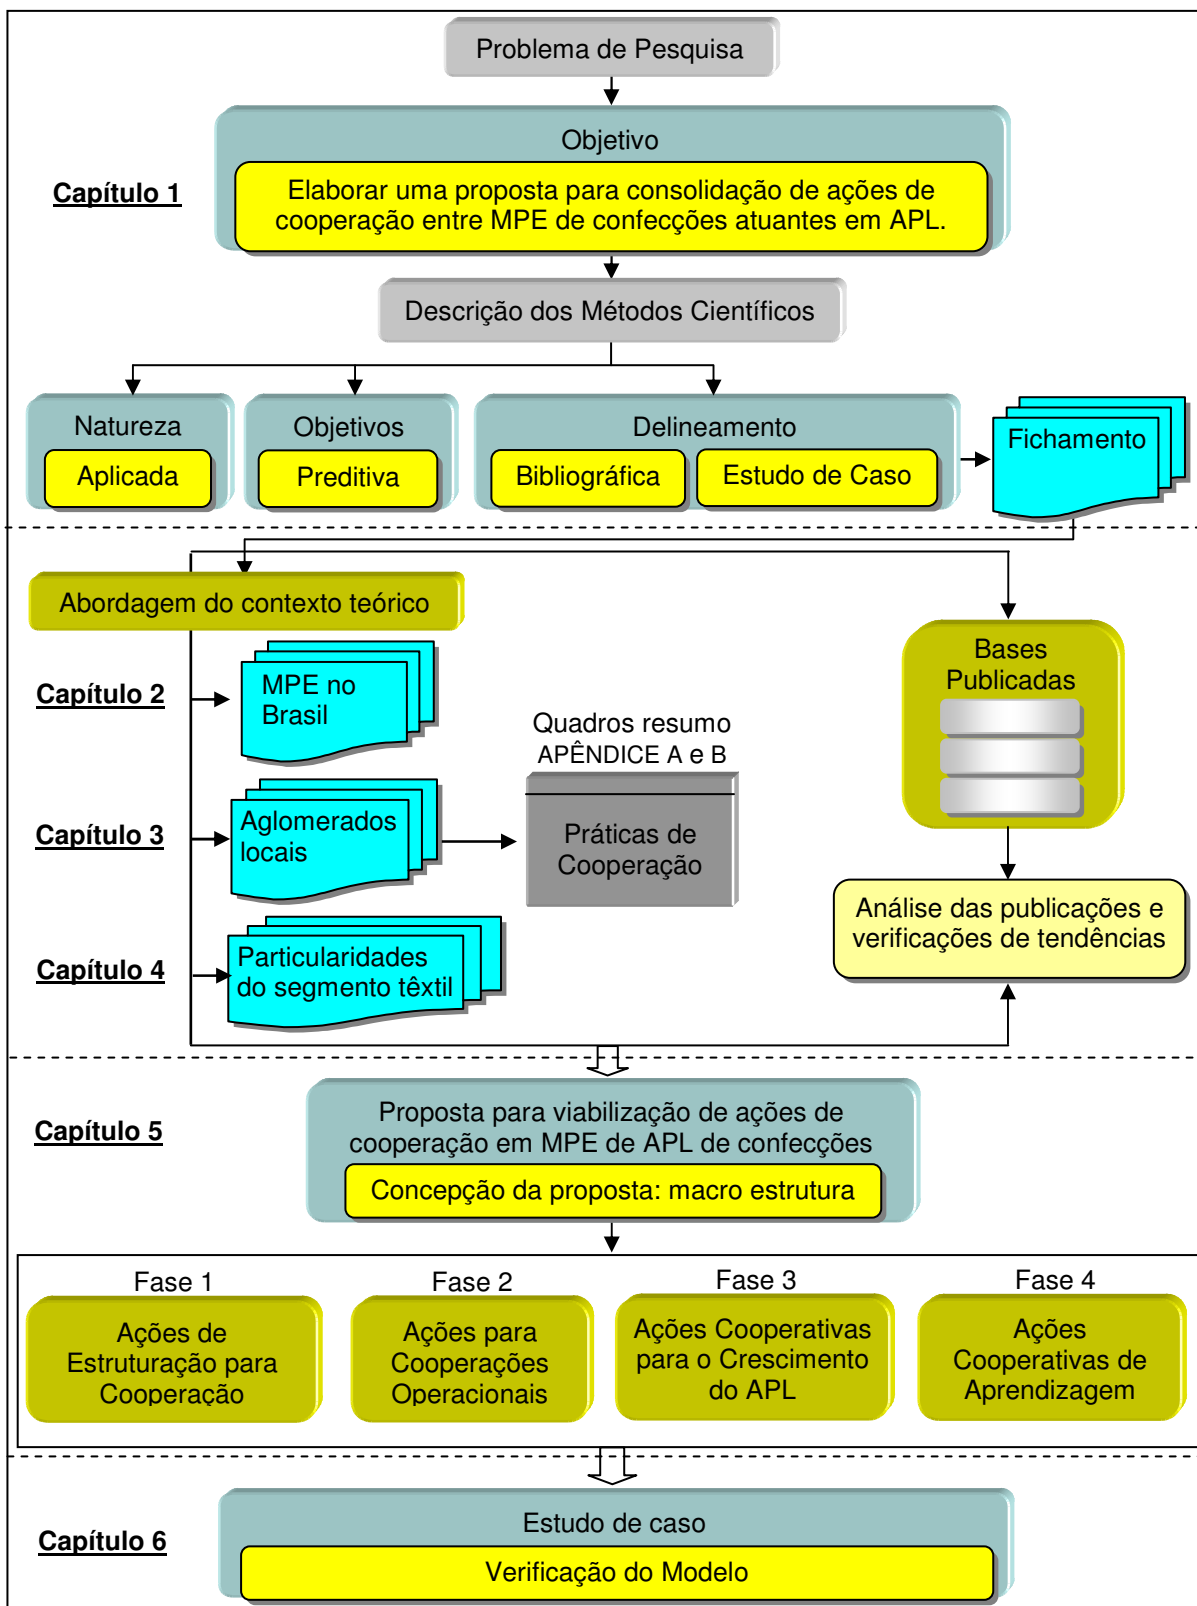 Problema de Pesquisa
Objetivo
Capítulo 1
Elaborar uma proposta para consolidação de ações de
cooperação entre MPE de confecções atuantes em APL.
Descrição dos Métodos Científicos
Natureza
Aplicada
Objetivos
Preditiva
Delineamento
Bibliográfica
Estudo de Caso
Fichamento
Abordagem do contexto teórico
Bases
Publicadas
Capítulo 2
MPE no
Brasil
Quadros resumo
APÊNDICE A e B
Capítulo 3
Aglomerados
locais
Práticas de
Cooperação
Análise das publicações e
verificações de tendências
Capítulo 4
Particularidades
do segmento têxtil
Capítulo 5
Proposta para viabilização de ações de
cooperação em MPE de APL de confecções
Concepção da proposta: macro estrutura
Fase 1
Ações de
Estruturação para
Cooperação
Fase 2
Ações para
Cooperações
Operacionais
Fase 3
Ações Cooperativas
para o Crescimento
do APL
Fase 4
Ações
Cooperativas de
Aprendizagem
Capítulo 6
Estudo de caso
Verificação do Modelo